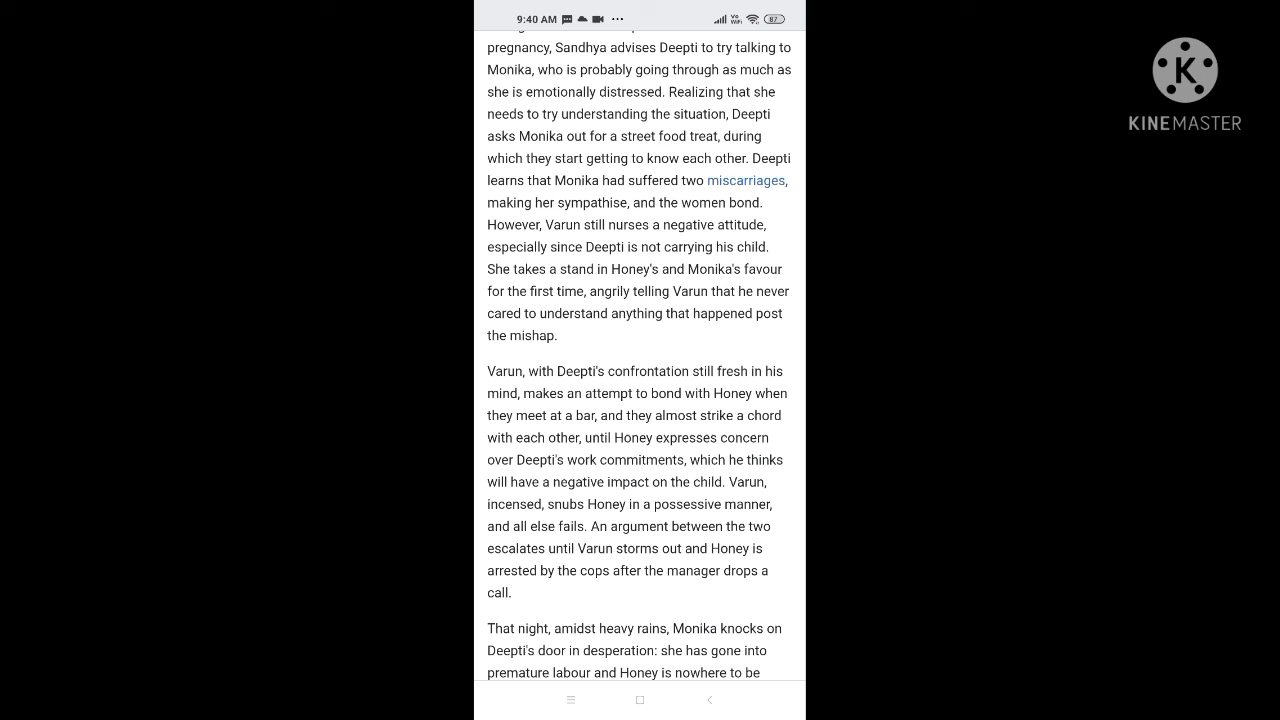 9:40 AM
Vo
WiFi
87
pregnancy, Sandhya advises Deepti to try talking to
Monika, who is probably going through as much as
she is emotionally distressed. Realizing that she
needs to try understanding the situation, Deepti
asks Monika out for a street food treat, during
which they start getting to know each other. Deepti
learns that Monika had suffered two miscarriages,
making her sympathise, and the women bond.
However, Varun still nurses a negative attitude,
especially since Deepti is not carrying his child.
She takes a stand in Honey's and Monika's favour
for the first time, angrily telling Varun that he never
cared to understand anything that happened post
the mishap.
Varun, with Deepti's confrontation still fresh in his
mind, makes an attempt to bond with Honey when
they meet at a bar, and they almost strike a chord
with each other, until Honey expresses concern
over Deepti's work commitments, which he thinks
will have a negative impact on the child. Varun,
incensed, snubs Honey in a possessive manner,
and all else fails. An argument between the two
escalates until Varun storms out and Honey is
arrested by the cops after the manager drops a
call.
That night, amidst heavy rains, Monika knocks on
Deepti's door in desperation: she has gone into
premature labour and Honey is nowhere to be
K
KINEMASTER